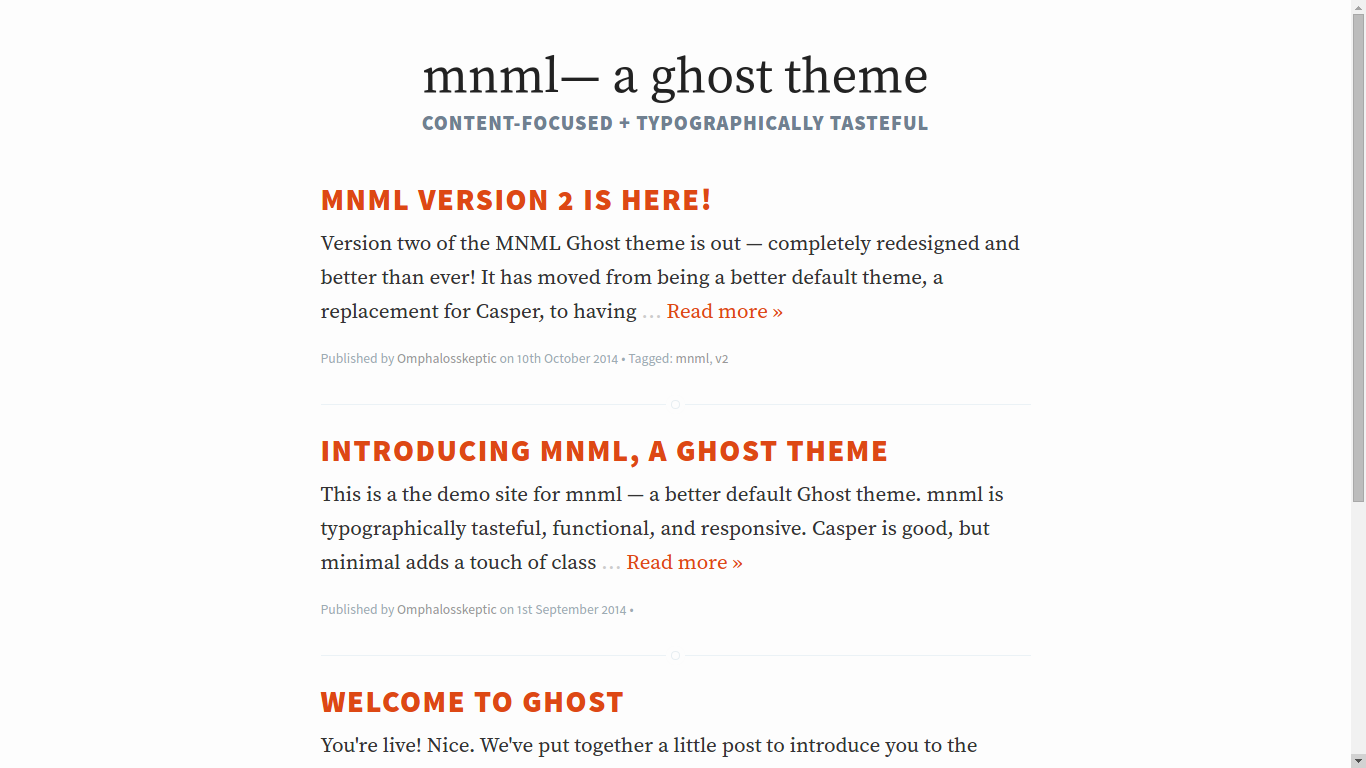 mnml— a ghost theme
CONTENT-FOCUSED + TYPOGRAPHICALLY TASTEFUL
MNML VERSION 2 IS HERE!
Version two of the MNML Ghost theme is out — completely redesigned and
better than ever! It has moved from being a better default theme, a
replacement for Casper, to having … Read more »
Published by Omphalosskeptic on 10th October 2014 • Tagged: mnml, v2
INTRODUCING MNML, A GHOST THEME
This is a the demo site for mnml — a better default Ghost theme. mnml is
typographically tasteful, functional, and responsive. Casper is good, but
minimal adds a touch of class … Read more »
Published by Omphalosskeptic on 1st September 2014 •
WELCOME TO GHOST
You're live! Nice. We've put together a little post to introduce you to the